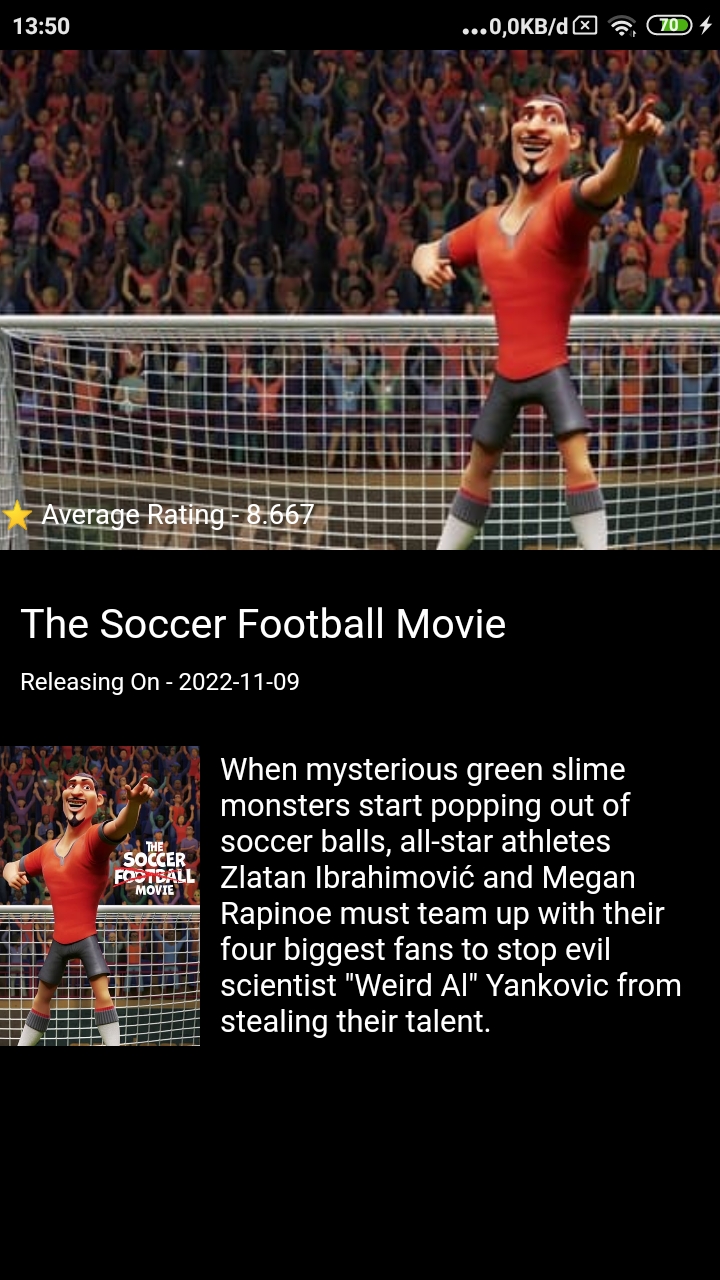 13:50
...0,0KB/d
70
Average Rating - 8.667
The Soccer Football Movie
Releasing On - 2022-11-09
THE
SOCCER
FOOTBALL
MOVIE
When mysterious green slime
monsters start popping out of
soccer balls, all-star athletes
Zlatan Ibrahimović and Megan
Rapinoe must team up with their
four biggest fans to stop evil
scientist "Weird Al" Yankovic from
stealing their talent.